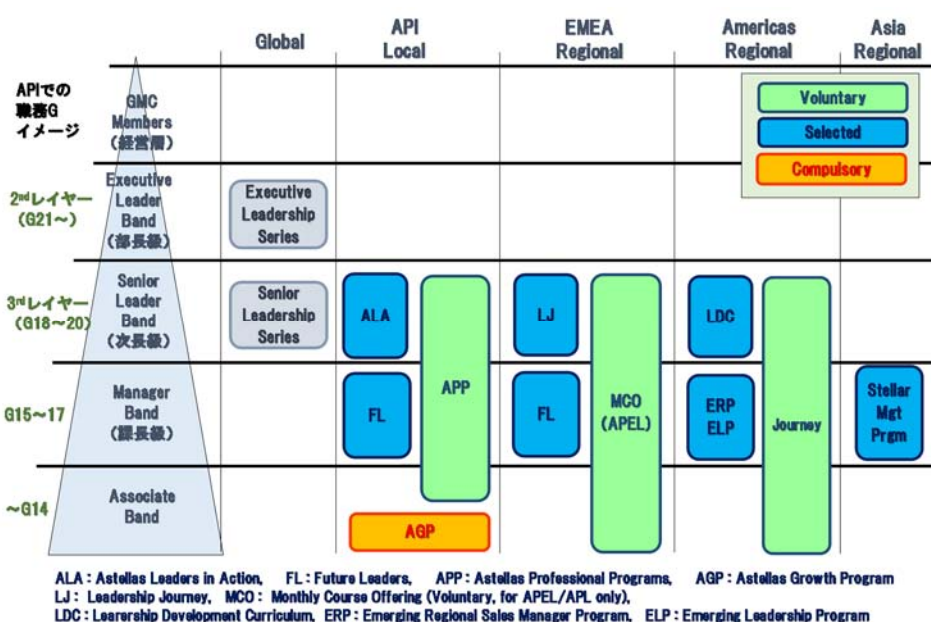 Global
API
Local
EMEA
Regional
Americas
Regional
Asia
Regional
APIでの
職務G
イメージ
GMC
Members
(経営層)
Voluntary
Selected
Compulsory
2ndレイヤー
(G21~)
Executive
Leader
Band
(部長級)
Executive
Leadership
Series
3rdレイヤー
(G18~20)
Senior
Leader
Band
(次長級)
Senior
Leadership
Series
ALA
APP
LJ
MCO
(APEL)
LDC
Journey
G15~17
Manager
Band
(課長級)
FL
FL
ERP
ELP
Stellar
Mgt
Prgm
~G14
Associate
Band
AGP
ALA : Astellas Leaders in Action, FL : Future Leaders, APP : Astellas Professional Programs, AGP : Astellas Growth Program
LJ : Leadership Journey, MCO : Monthly Course Offering (Voluntary, for APEL/APL only),
LDC : Learership Development Curriculum, ERP : Emerging Regional Sales Manager Program, ELP : Emerging Leadership Program